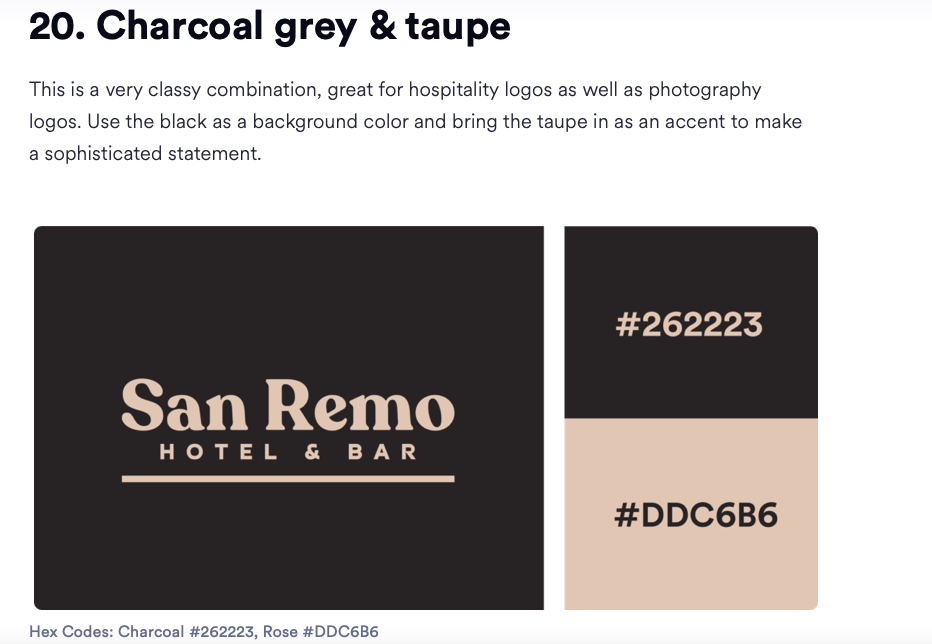 20. Charcoal grey & taupe
This is a very classy combination, great for hospitality logos as well as photography
logos. Use the black as a background color and bring the taupe in as an accent to make
a sophisticated statement.
San Remo
HOTEL & BAR
#262223
#DDC6B6
Hex Codes: Charcoal #262223, Rose #DDC6B6